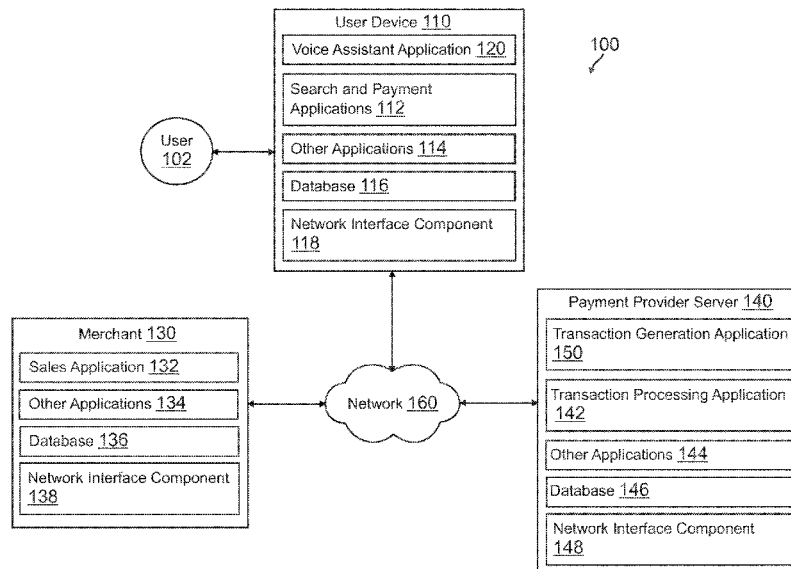 User Device 110
Voice Assistant Application 120
100
Search and Payment
Applications 112
User
102
Other Applications 114
Database 116
Network Interface Component
118
Payment Provider Server 140
Merchant 130
Transaction Generation Application
150
Sales Application 132
Other Applications 134
Network 160
Transaction Processing Application
142
Database 136
Other Applications 144
Network Interface Component
138
Database 146
Network Interface Component
148